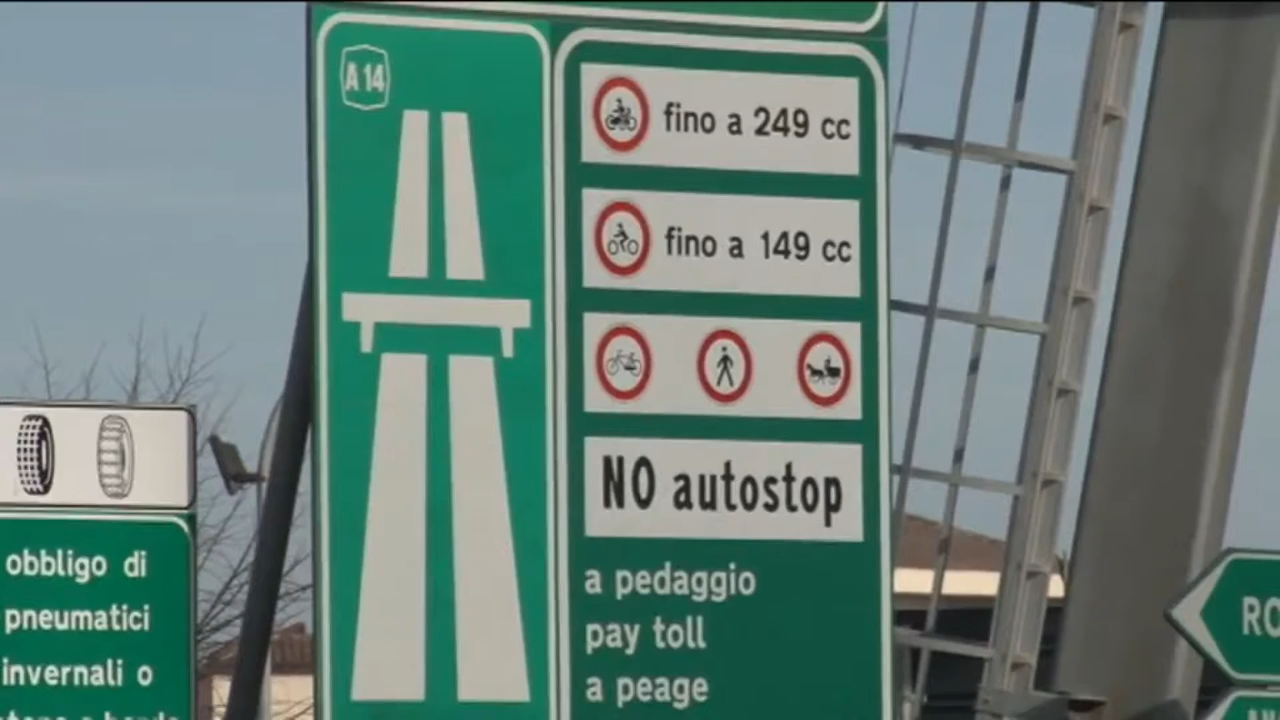 A 14
fino a 249 cc
fino a 149 cc
NO autostop
a pedaggio
pay toll
a peage
obbligo di
pneumatici
invernali o
RO